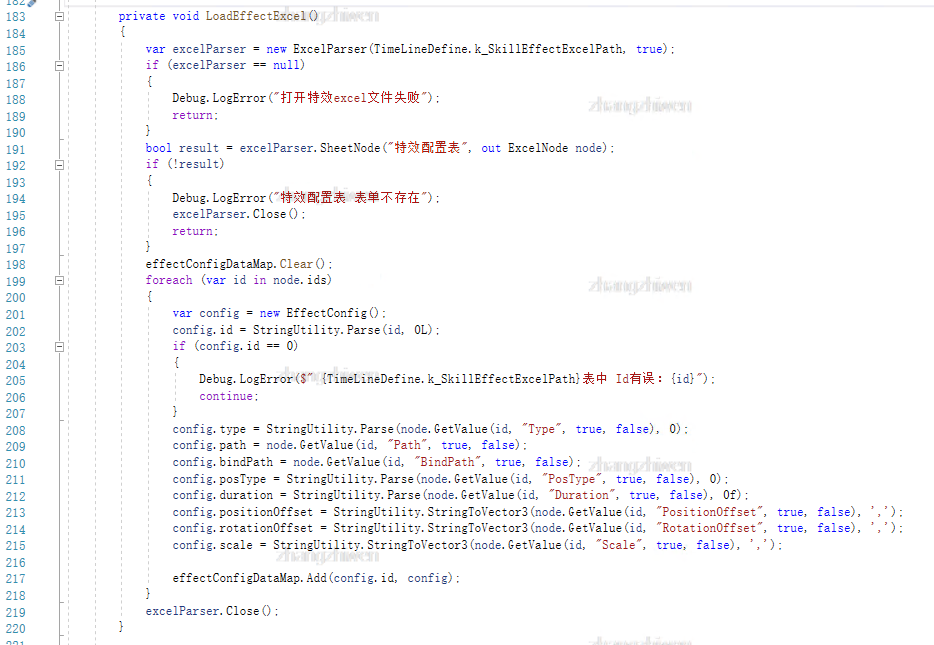 182
183 private void LoadEffectExcel()
184 {
185 var excelParser = new ExcelParser(TimeLineDefine.k_SkillEffectExcelPath, true);
186 if (excelParser == null)
187 {
188 Debug.LogError("打开特效excel文件失败");
189 return;
190 }
191 bool result = excelParser.SheetNode("特效配置表", out ExcelNode node);
192 if (!result)
193 {
194 Debug.LogError("特效配置表 表单不存在");
195 excelParser.Close();
196 return;
197 }
198 effectConfigDataMap.Clear();
199 foreach (var id in node.ids)
200 {
201 var config = new EffectConfig();
202 config.id = StringUtility.Parse(id, 0L);
203 if (config.id == 0)
204 {
205 Debug.LogError($" {TimeLineDefine.k_SkillEffectExcelPath}表中 Id有误：{id}");
206 continue;
207 }
208 config.type = StringUtility.Parse(node.GetValue(id, "Type", true, false), 0);
209 config.path = node.GetValue(id, "Path", true, false);
210 config.bindPath = node.GetValue(id, "BindPath", true, false);
211 config.posType = StringUtility.Parse(node.GetValue(id, "PosType", true, false), 0);
212 config.duration = StringUtility.Parse(node.GetValue(id, "Duration", true, false), 0f);
213 config.positionOffset = StringUtility.StringToVector3(node.GetValue(id, "PositionOffset", true, false), ',');
214 config.rotationOffset = StringUtility.StringToVector3(node.GetValue(id, "RotationOffset", true, false), ',');
215 config.scale = StringUtility.StringToVector3(node.GetValue(id, "Scale", true, false), ',');
216
217 effectConfigDataMap.Add(config.id, config);
218 }
219 excelParser.Close();
220 }
221
zhangzhiwen
zhangzhiwen
zhangzhiwen
zhangzhiwen
zhangzhiwen
zhangzhiwen
zhangzhiwen
zhangzhiwen